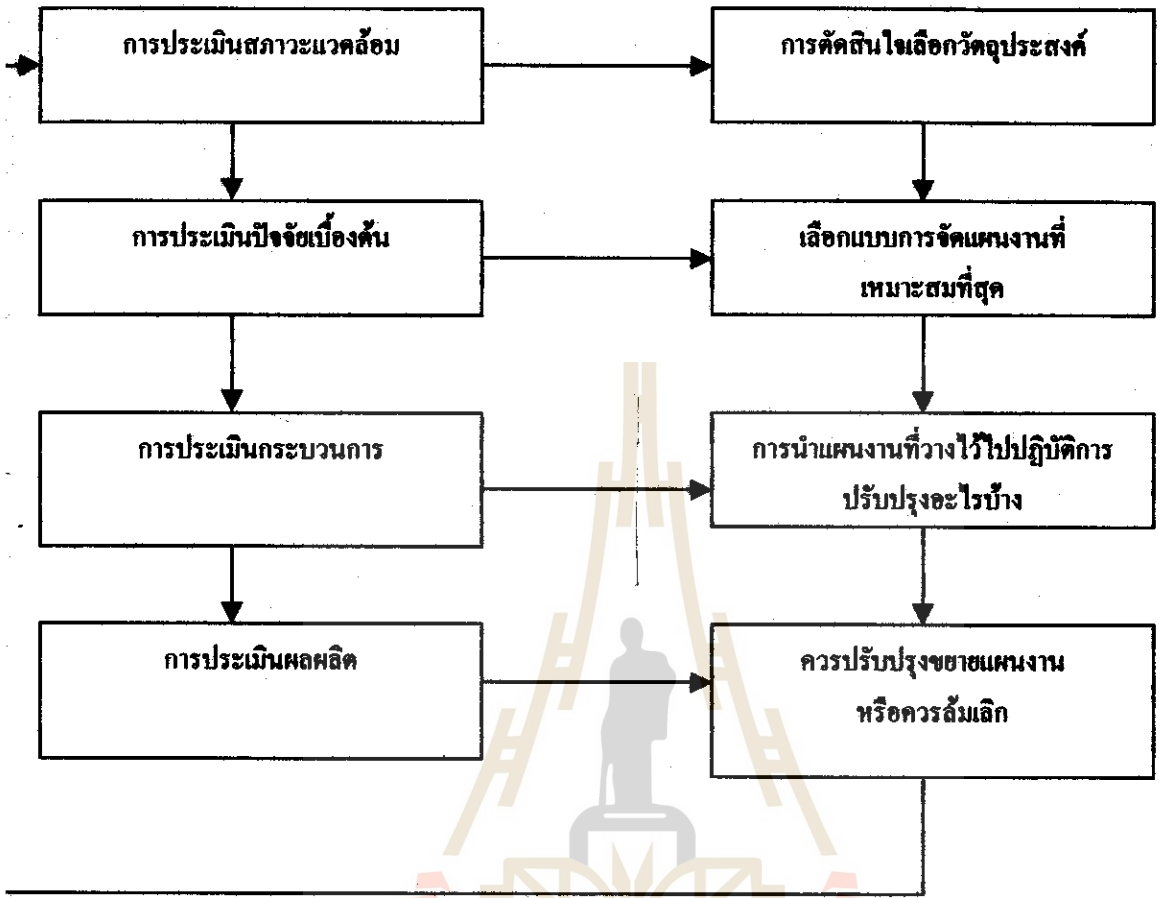 การประเมินสภาวะแวดล้อม
การตัดสินใจเลือกวัตถุประสงค์
การประเมินปัจจัยเบื้องต้น
เลือกแบบการจัดแผนงานที่
เหมาะสมที่สุด
การประเมินกระบวนการ
การนำแผนงานที่วางไว้ไปปฏิบัติการ
ปรับปรุงอะไรบ้าง
การประเมินผลผลิต
ควรปรับปรุงขยายแผนงาน
หรือควรล้มเลิก